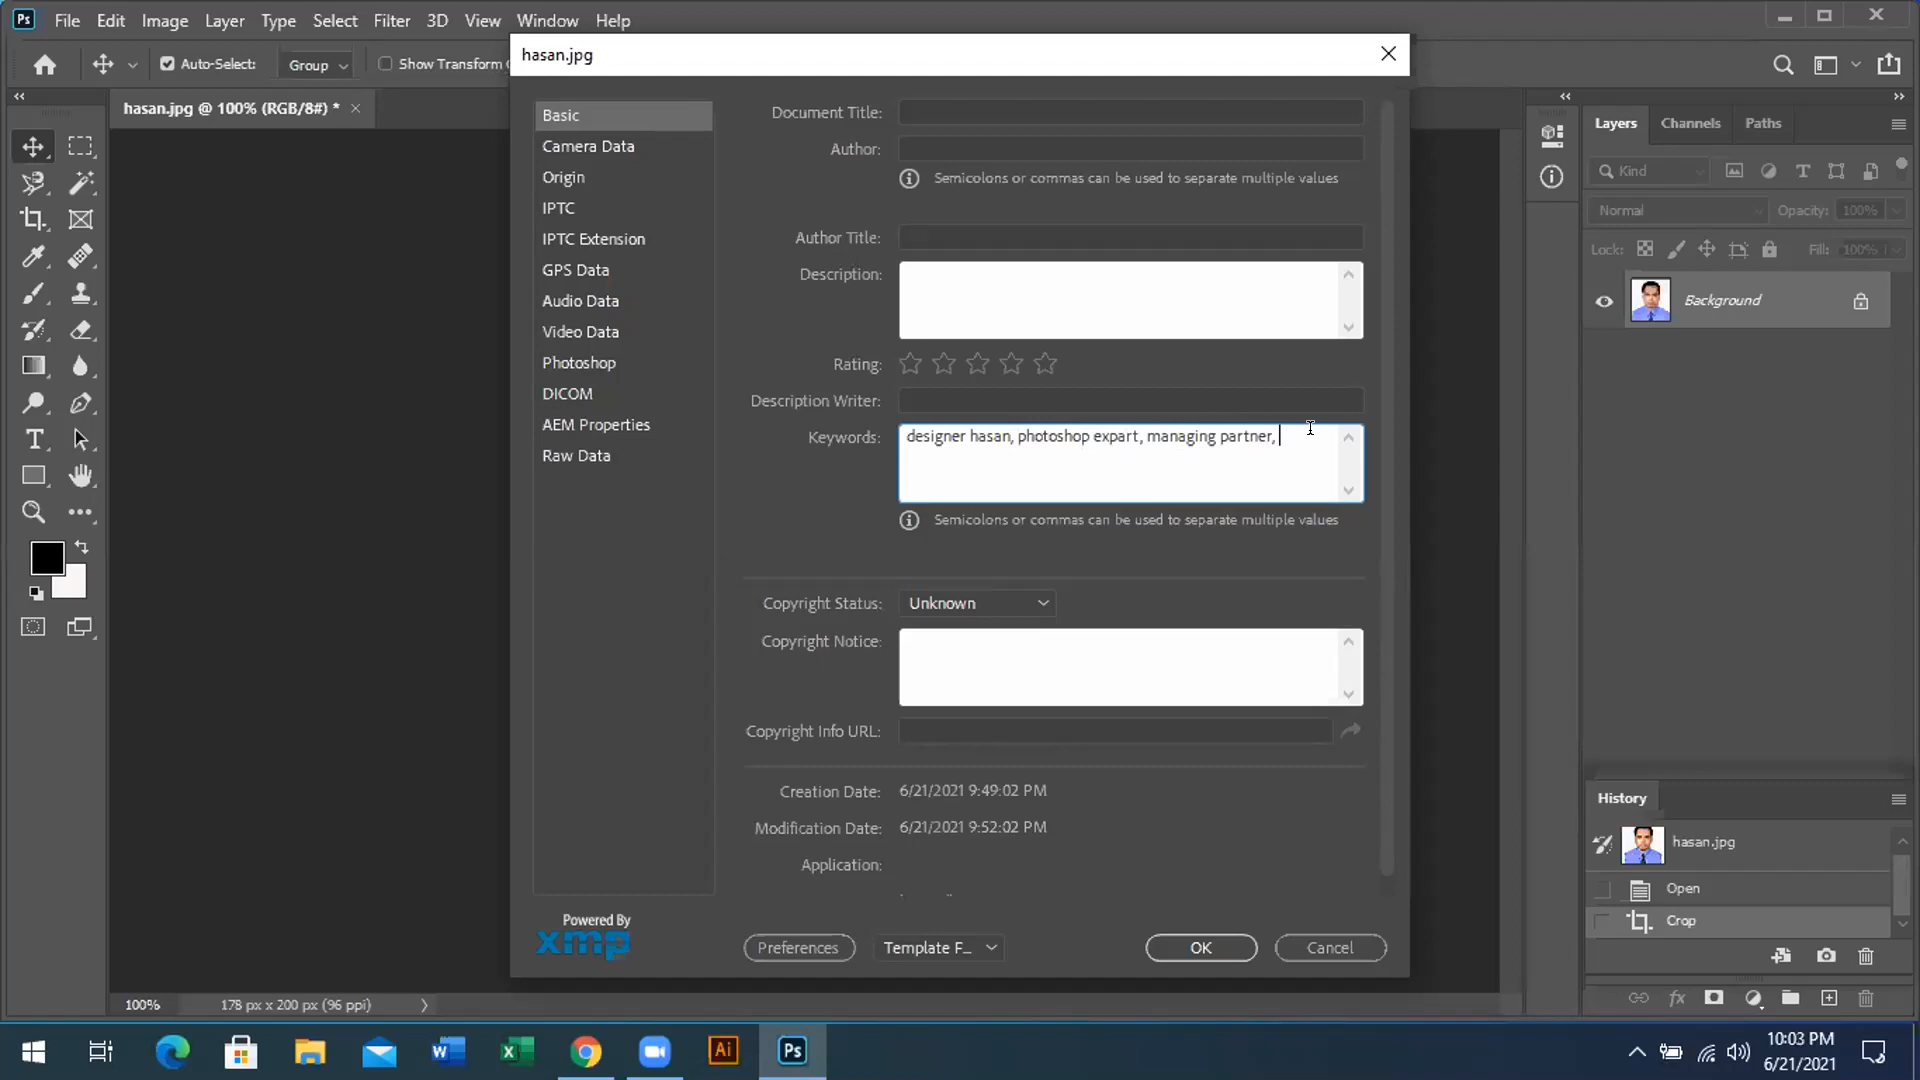 Ps File Edit Image Layer Type Select Filter 3D View Window Help
hasan.jpg
Auto-Select: Group Show Transform
hasan.jpg @ 100% (RGB/8#) *
Basic
Camera Data
Origin
IPTC
IPTC Extension
GPS Data
Audio Data
Video Data
Photoshop
DICOM
AEM Properties
Raw Data
Powered By
xmp
Document Title:
Author:
Semicolons or commas can be used to separate multiple values
Author Title:
Description:
Rating:
Description Writer:
Keywords: designer hasan, photoshop expart, managing partner,
Semicolons or commas can be used to separate multiple values
Copyright Status: Unknown
Copyright Notice:
Copyright Info URL:
Creation Date: 6/21/2021 9:49:02 PM
Modification Date: 6/21/2021 9:52:02 PM
Application:
Preferences Template F... OK Cancel
Layers Channels Paths
Kind
Normal Opacity: 100%
Lock: Fill: 100%
Background
History
hasan.jpg
Open
Crop
100% 178 px x 200 px (96 ppi)
Ai Ps
10:03 PM
6/21/2021